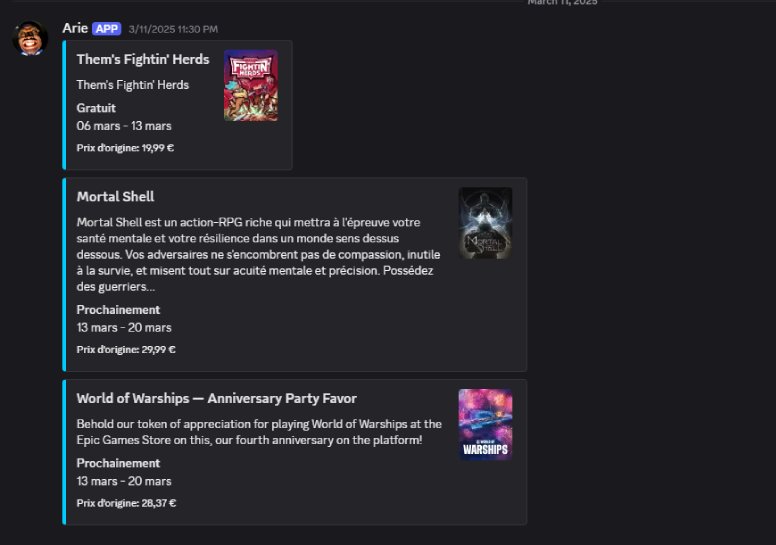 March 11, 2025
Arie APP 3/11/2025 11:30 PM
Them's Fightin' Herds
Them's Fightin' Herds
Gratuit
06 mars - 13 mars
Prix d'origine: 19,99 €
FIGHTIN'
HERDS
Mortal Shell
Mortal Shell est un action-RPG riche qui mettra à l'épreuve votre
santé mentale et votre résilience dans un monde sens dessus
dessous. Vos adversaires ne s'encombrent pas de compassion, inutile
à la survie, et misent tout sur acuité mentale et précision. Possédez
des guerriers...
Prochainement
13 mars - 20 mars
Prix d'origine: 29,99 €
MORTAL
SHELL
World of Warships — Anniversary Party Favor
Behold our token of appreciation for playing World of Warships at the
Epic Games Store on this, our fourth anniversary on the platform!
Prochainement
13 mars - 20 mars
Prix d'origine: 28,37 €
WORLD OF
WARSHIPS